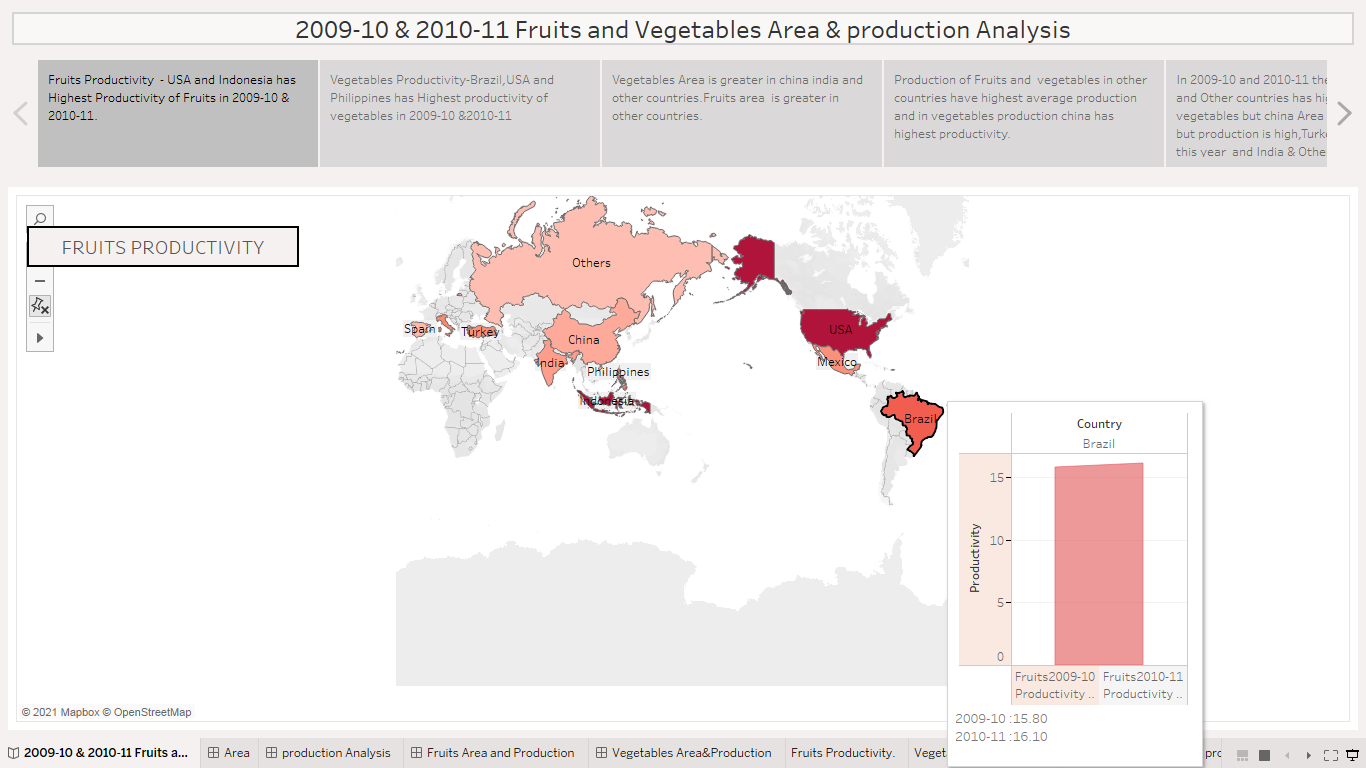 2009-10 & 2010-11 Fruits and Vegetables Area & production Analysis
Fruits Productivity - USA and Indonesia has
Highest Productivity of Fruits in 2009-10 &
2010-11.
Vegetables Productivity-Brazil,USA and
Philippines has Highest productivity of
vegetables in 2009-10 &2010-11
Vegetables Area is greater in china india and
other countries.Fruits area is greater in
other countries.
Production of Fruits and vegetables in other
countries have highest average production
and in vegetables production china has
highest productivity.
In 2009-10 and 2010-11 the
and Other countries has
vegetables but china Area
but production is high,
this year and India &
FRUITS PRODUCTIVITY
Others
Spain
Turkey
China
India
Philippines
Indonesia
USA
Mexico
Brazil
Country
Brazil
Productivity
15
10
5
0
Fruits2009-10
Productivity ..
Fruits2010-11
Productivity ..
2009-10 :15.80
2010-11 :16.10
© 2021 Mapbox © OpenStreetMap
2009-10 & 2010-11 Fruits a...
Area
production Analysis
Fruits Area and Production
Vegetables Area&Production
Fruits Productivity.